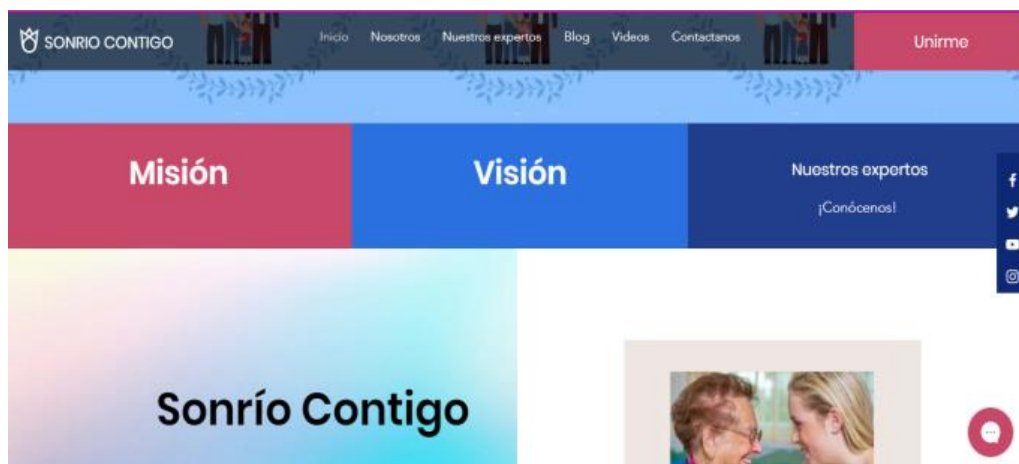 SONRIO CONTIGO
Inicio Nosotros Nuestros expertos Blog Videos Contactanos
Unirme
Misión
Visión
Nuestros expertos
¡Conócenos!
Sonrío Contigo